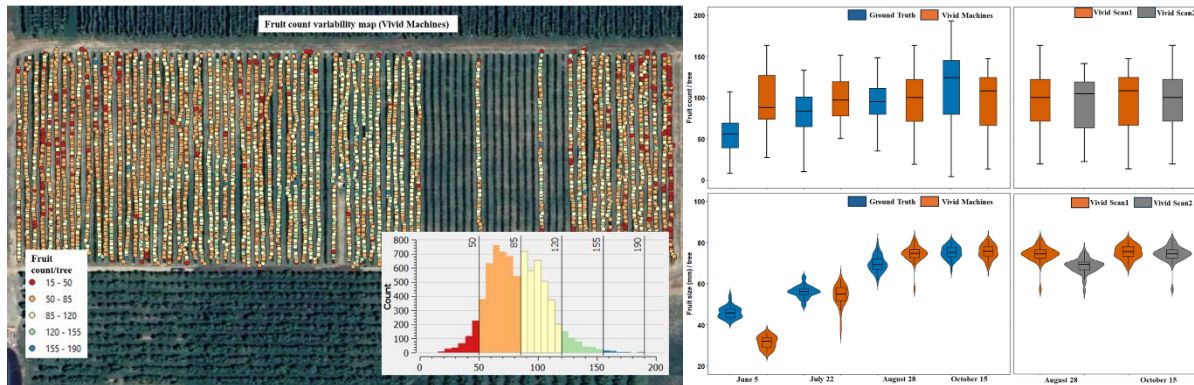 Fruit count variability map (Vivid Machines)
Fruit
count/tree
15 - 50
50 - 85
85 - 120
120 - 155
155 - 190
Count
800
700
600
500
400
300
200
100
0
50
85
120
155
190
0
50
100
150
200
Ground Truth
Vivid Machines
Vivid Scan1
Vivid Scan2
Fruit count / tree
200
150
100
50
0
Ground Truth
Vivid Machines
Vivid Scan1
Vivid Scan2
Fruit size (mm) / tree
100
80
60
40
20
June 5
July 22
August 28
October 15
August 28
October 15